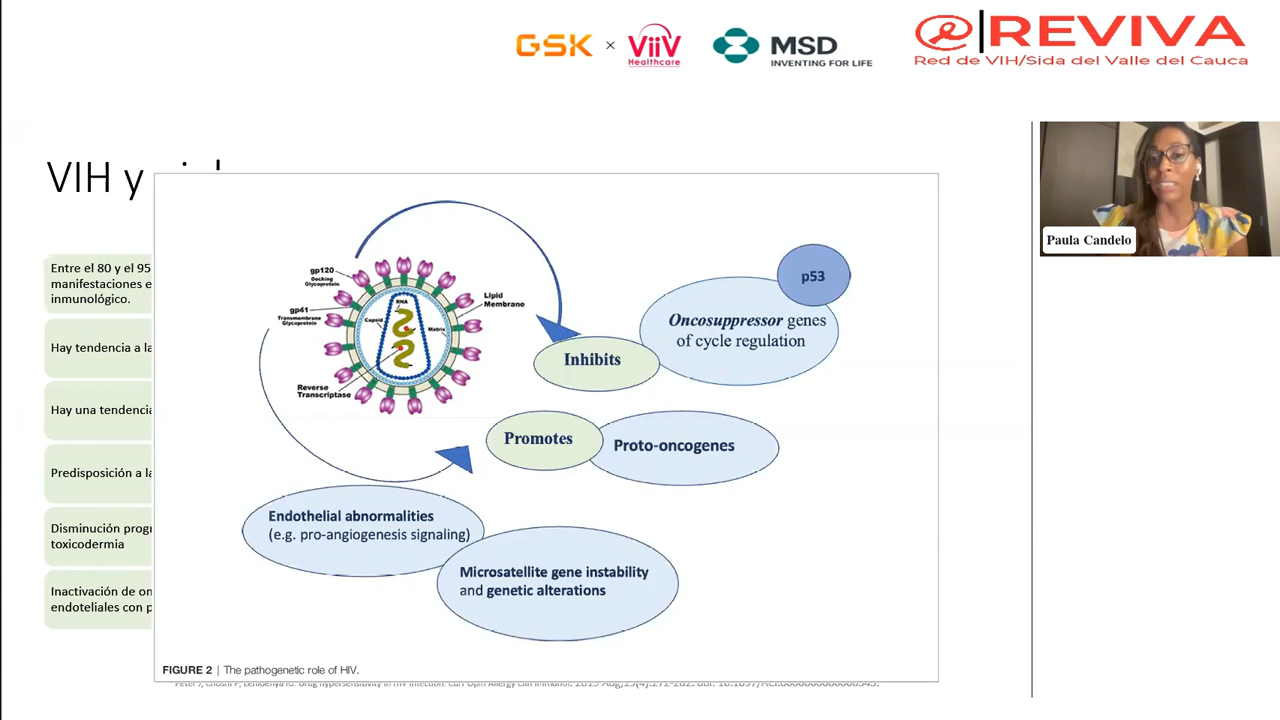 GSK × ViiV
Healthcare
MSD
INVENTING FOR LIFE
REVIVA
Red de VIH/Sida del Valle del Cauca
VIH y
Entre el 80 y el 95
manifestaciones e
inmunológico.
Hay tendencia a la
Hay una tendencia
Predisposición a la
Disminución prog
toxicodermia
Inactivación de on
endoteliales con p
gp120
Docking
Glycoprotein
gp41
Transmembrane
Glycoprotein
RNA
Capsid
Matrix
Lipid
Membrane
Reverse
Transcriptase
p53
Oncosuppressor genes
of cycle regulation
Inhibits
Promotes
Proto-oncogenes
Endothelial abnormalities
(e.g. pro-angiogenesis signaling)
Microsatellite gene instability
and genetic alterations
FIGURE 2 | The pathogenetic role of HIV.
Paula Candelo